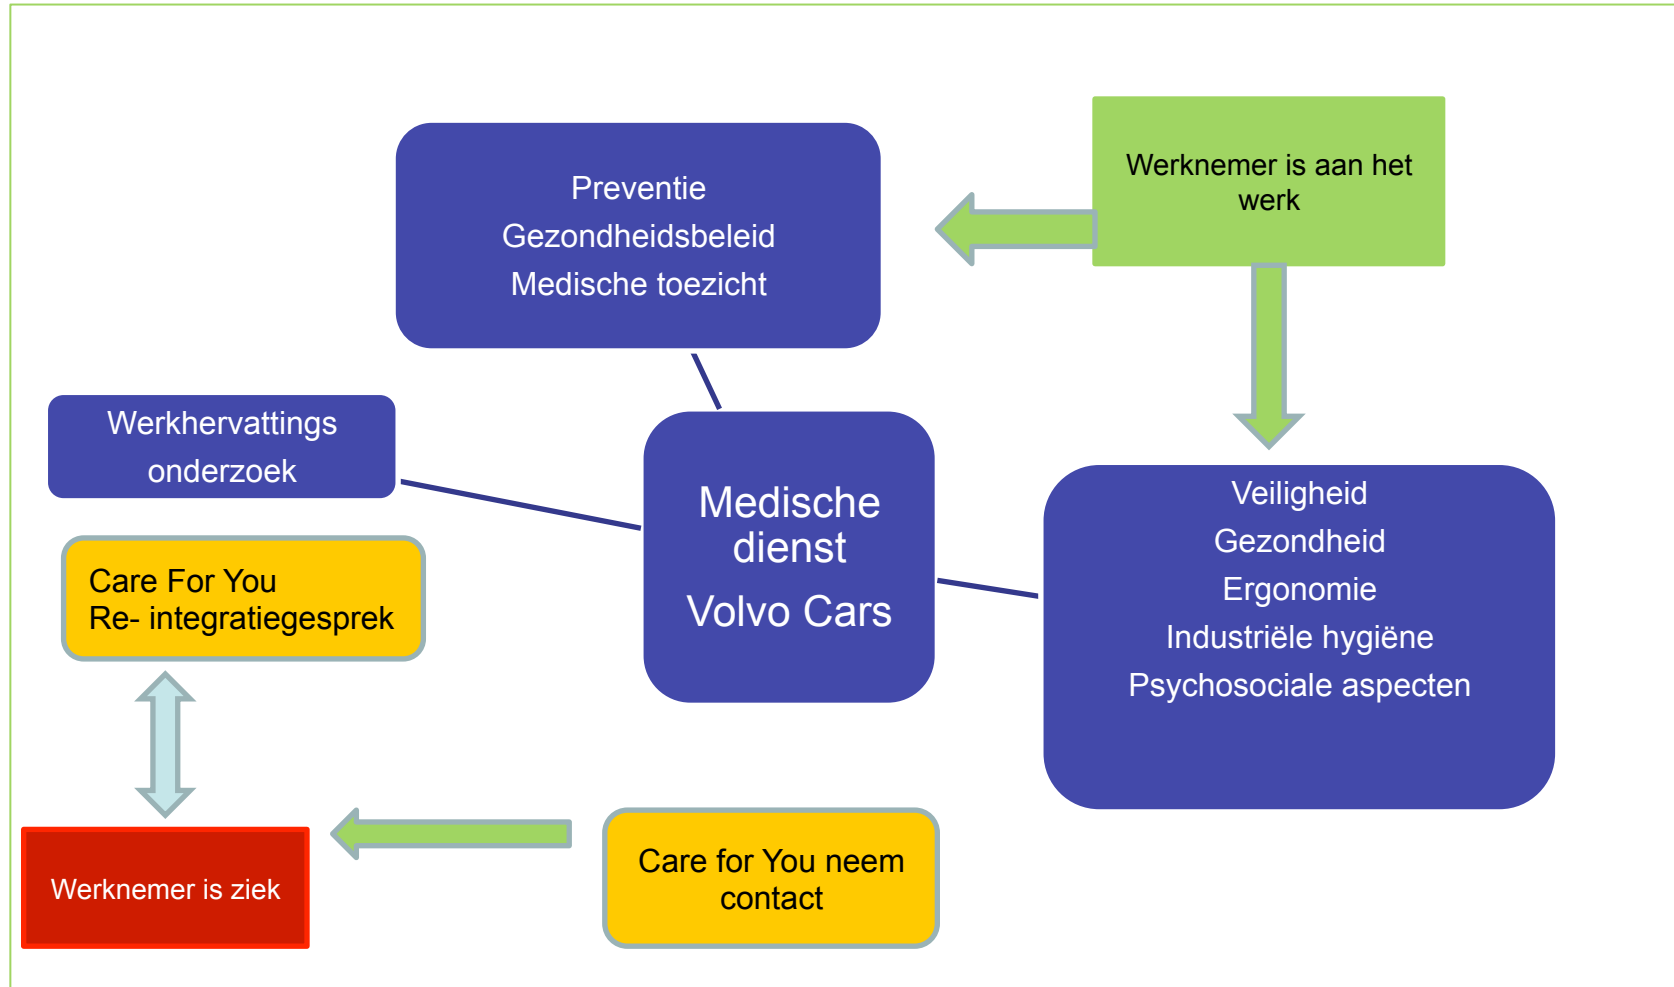 Preventie
Gezondheidsbeleid
Medische toezicht
Werknemer is aan het
werk
Werkhervattings
onderzoek
Medische
dienst
Volvo Cars
Veiligheid
Gezondheid
Ergonomie
Industriële hygiëne
Psychosociale aspecten
Care For You
Re- integratiegesprek
Werknemer is ziek
Care for You neem
contact